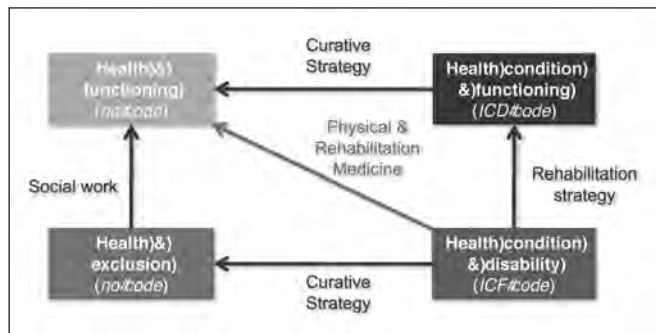 Health)&)
functioning)
(no#code)
Curative
Strategy
Health)condition)
&)functioning)
(ICD#code)
Physical &
Rehabilitation
Medicine
Social work
Rehabilitation
strategy
Health)&)
exclusion)
(no#code)
Curative
Strategy
Health)condition)
&)disability)
(ICF#code)